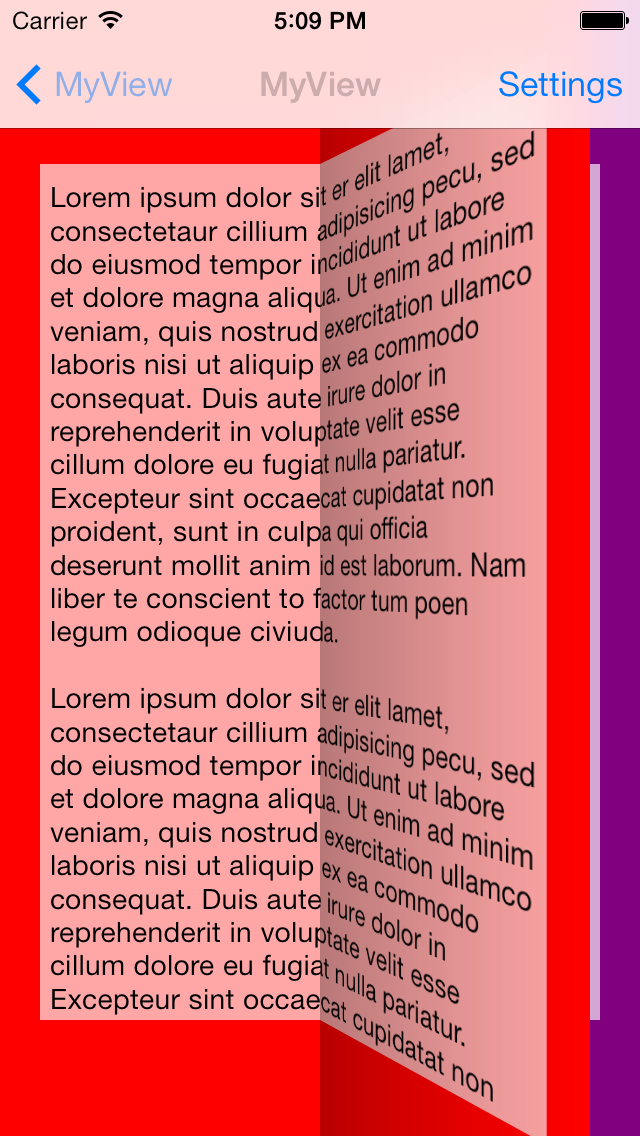 Carrier 5:09 PM
MyView MyView Settings
Lorem ipsum dolor sit er elit lamet,
consectetaur cillium adipisicing pecu, sed
do eiusmod tempor incididunt ut labore
et dolore magna aliqua. Ut enim ad minim
veniam, quis nostrud exercitation ullamco
laboris nisi ut aliquip ex ea commodo
consequat. Duis aute irure dolor in
reprehenderit in voluptate velit esse
cillum dolore eu fugiat nulla pariatur.
Excepteur sint occaecat cupidatat non
proident, sunt in culpa qui officia
deserunt mollit anim id est laborum. Nam
liber te conscient to factor tum poen
legum odioque civiuda.
Lorem ipsum dolor sit er elit lamet,
consectetaur cillium adipisicing pecu, sed
do eiusmod tempor incididunt ut labore
et dolore magna aliqua. Ut enim ad minim
veniam, quis nostrud exercitation ullamco
laboris nisi ut aliquip ex ea commodo
consequat. Duis aute irure dolor in
reprehenderit in voluptate velit esse
cillum dolore eu fugiat nulla pariatur.
Excepteur sint occaecat cupidatat non